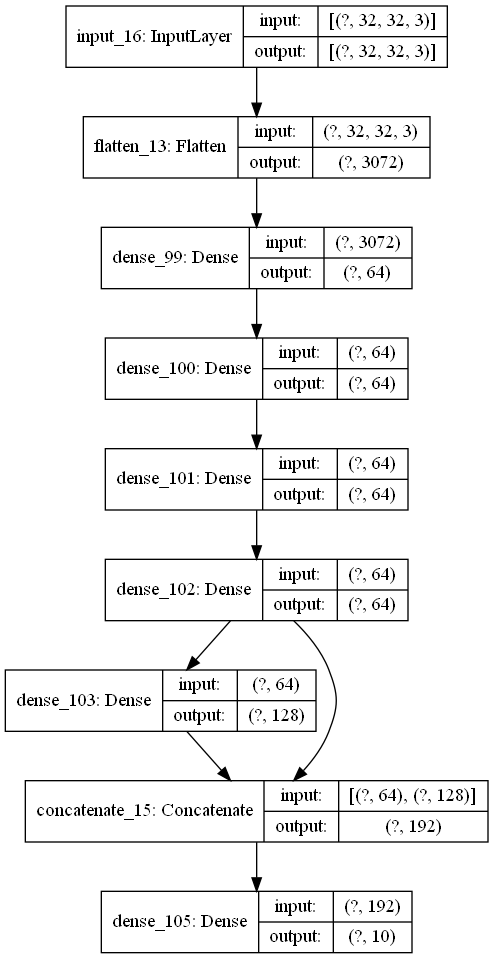 input_16: InputLayer
input: [(?, 32, 32, 3)]
output: [(?, 32, 32, 3)]
flatten_13: Flatten
input: (?, 32, 32, 3)
output: (?, 3072)
dense_99: Dense
input: (?, 3072)
output: (?, 64)
dense_100: Dense
input: (?, 64)
output: (?, 64)
dense_101: Dense
input: (?, 64)
output: (?, 64)
dense_102: Dense
input: (?, 64)
output: (?, 64)
dense_103: Dense
input: (?, 64)
output: (?, 128)
concatenate_15: Concatenate
input: [(?, 64), (?, 128)]
output: (?, 192)
dense_105: Dense
input: (?, 192)
output: (?, 10)